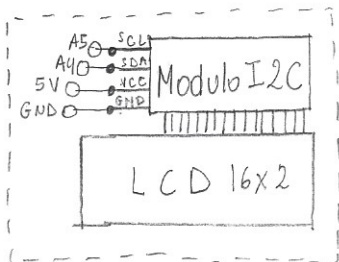 A5 SCL
A4 SDA
5V VCC
GND GND
Modulo I2C
LCD 16x2